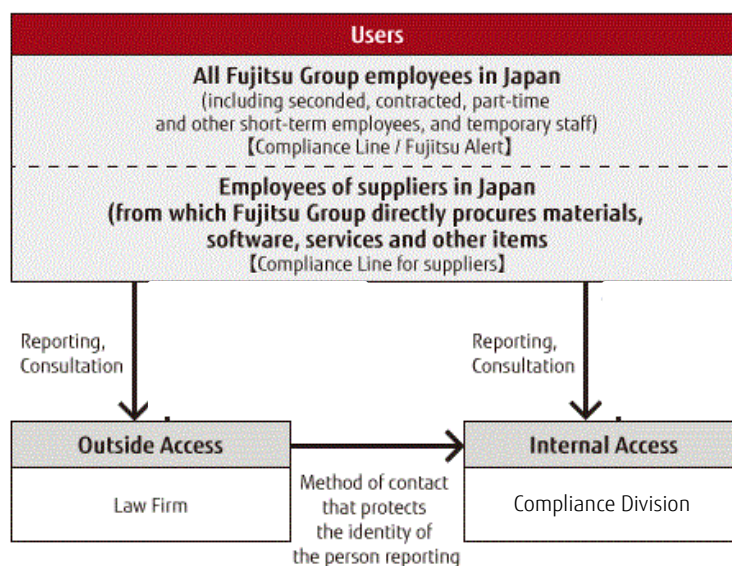 Users
All Fujitsu Group employees in Japan
(including seconded, contracted, part-time
and other short-term employees, and temporary staff)
【Compliance Line / Fujitsu Alert】
Employees of suppliers in Japan
(from which Fujitsu Group directly procures materials,
software, services and other items
【Compliance Line for suppliers】
Reporting,
Consultation
Reporting,
Consultation
Outside Access
Law Firm
Method of contact
that protects
the identity of
the person reporting
Internal Access
Compliance Division